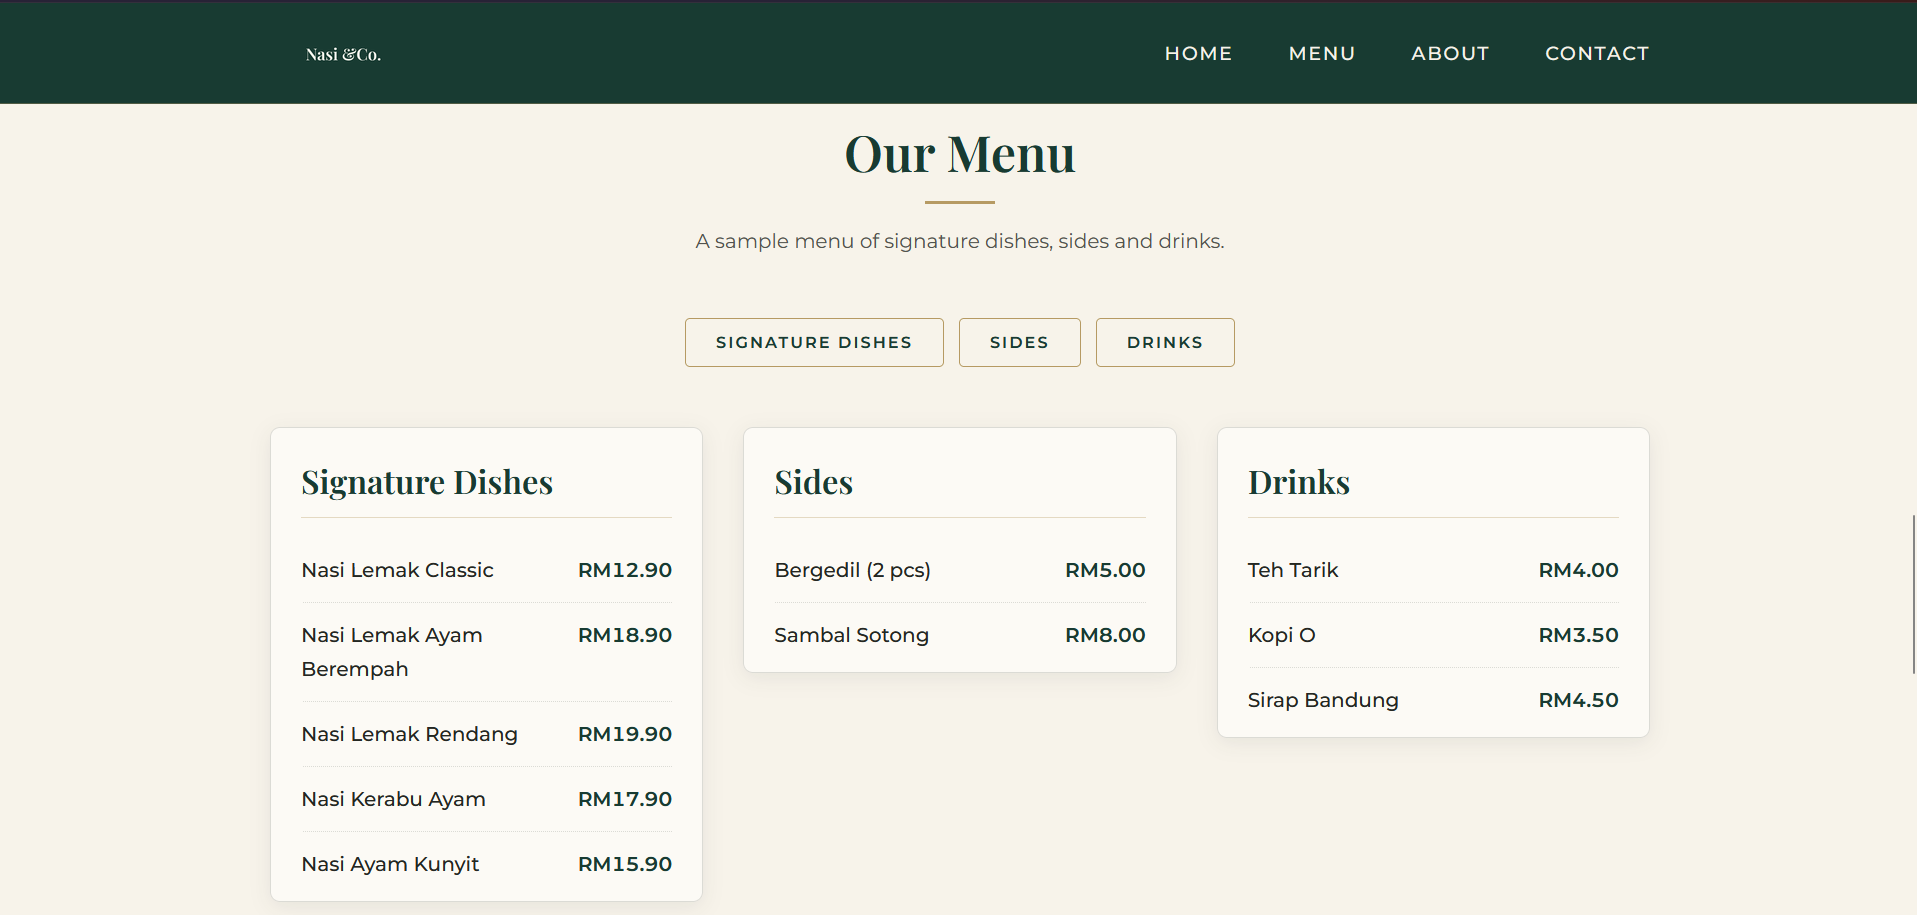 Nasi &Co.
HOME MENU ABOUT CONTACT
Our Menu
A sample menu of signature dishes, sides and drinks.
SIGNATURE DISHES SIDES DRINKS
Signature Dishes
Nasi Lemak Classic RM12.90
Nasi Lemak Ayam RM18.90
Berempah
Nasi Lemak Rendang RM19.90
Nasi Kerabu Ayam RM17.90
Nasi Ayam Kunyit RM15.90
Sides
Bergedil (2 pcs) RM5.00
Sambal Sotong RM8.00
Drinks
Teh Tarik RM4.00
Kopi O RM3.50
Sirap Bandung RM4.50